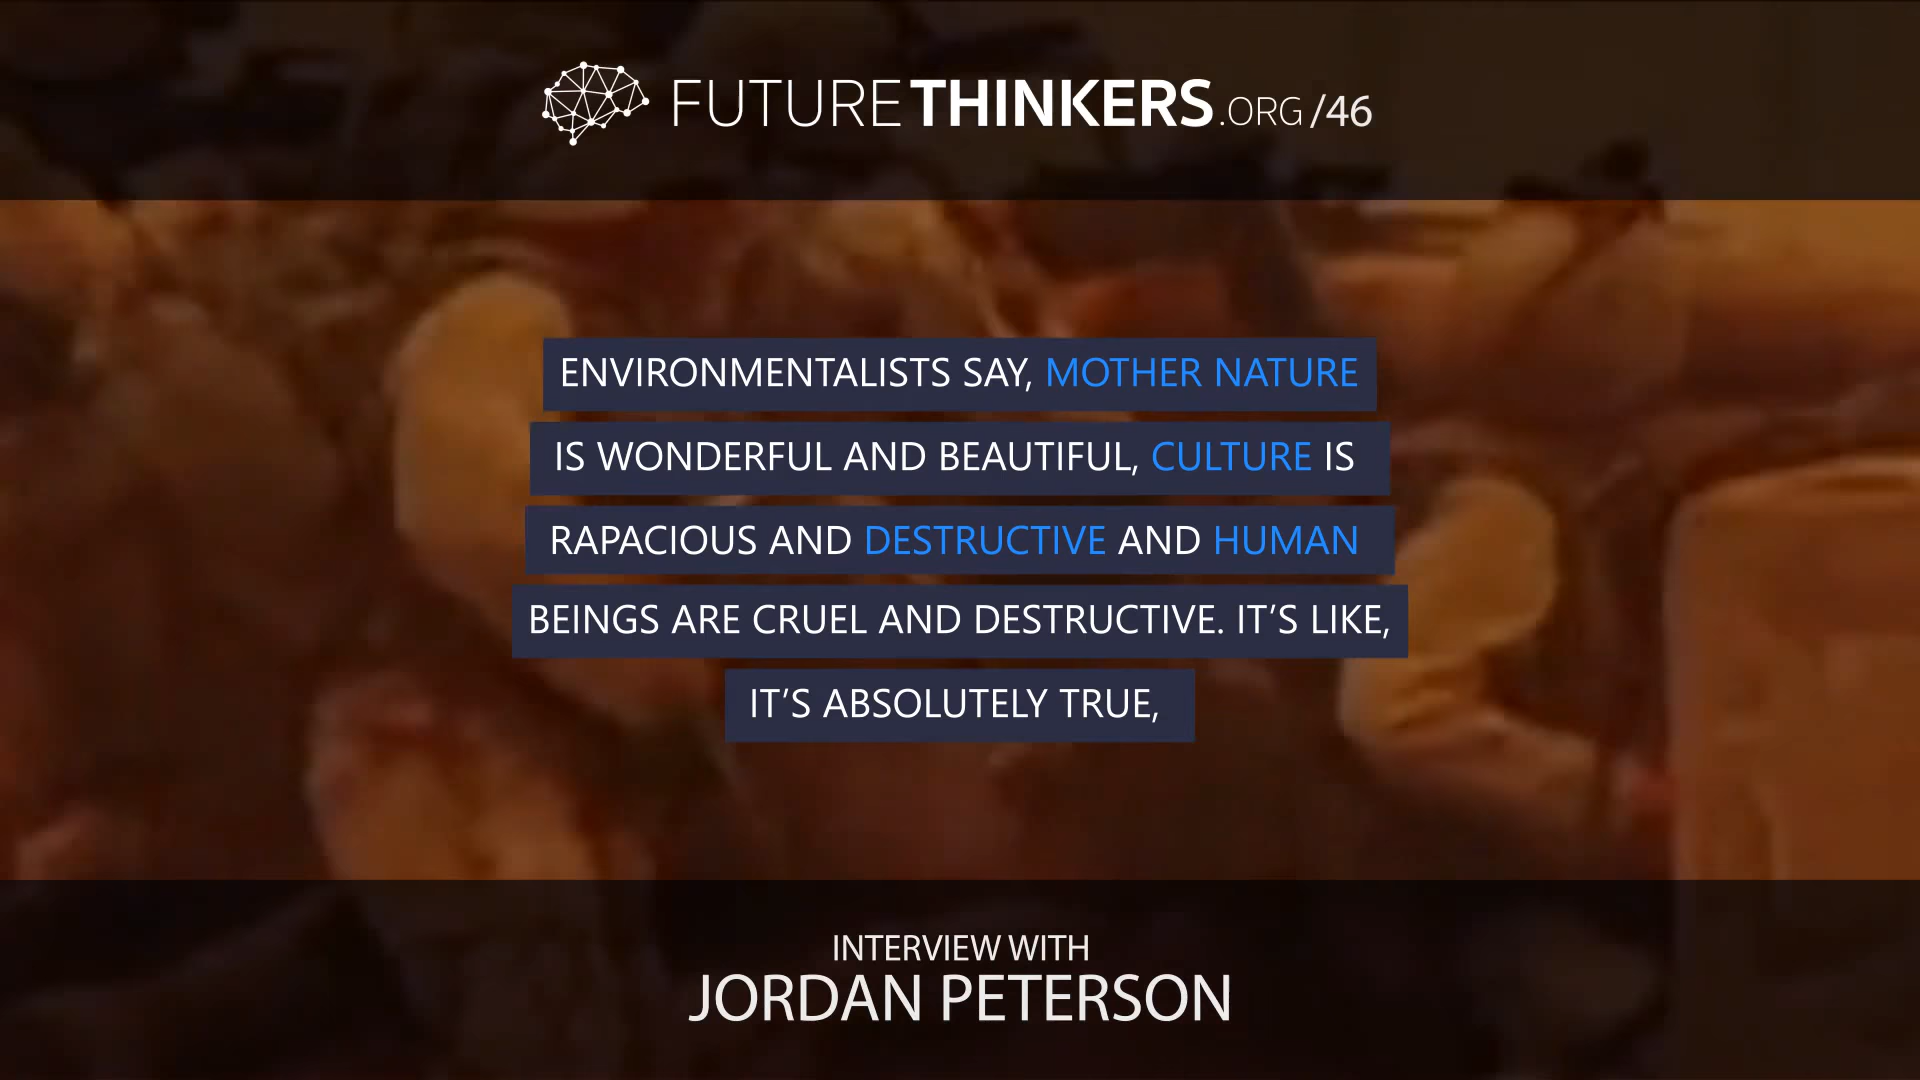 FUTURETHINKERS.ORG/46
ENVIRONMENTALISTS SAY, MOTHER NATURE
IS WONDERFUL AND BEAUTIFUL, CULTURE IS
RAPACIOUS AND DESTRUCTIVE AND HUMAN
BEINGS ARE CRUEL AND DESTRUCTIVE. IT’S LIKE,
IT’S ABSOLUTELY TRUE,
INTERVIEW WITH
JORDAN PETERSON